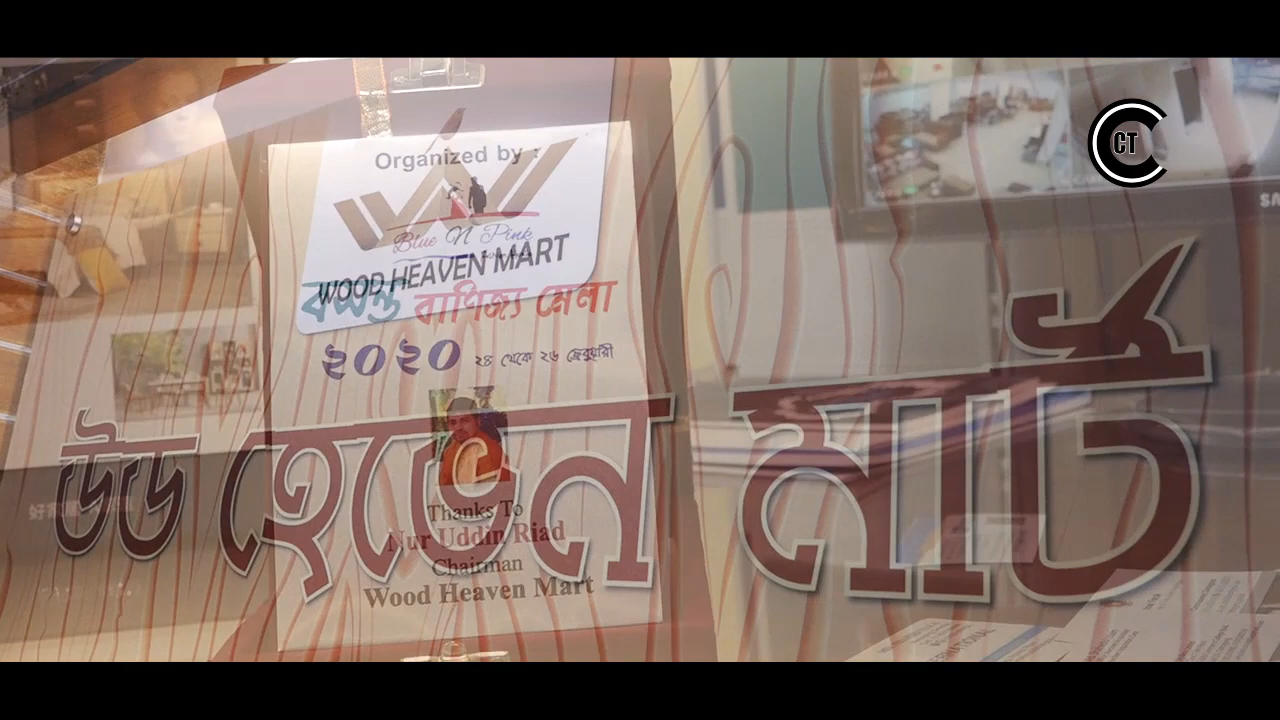 CT
Organized by :
Blue N Pink
WOOD HEAVEN MART
বসন্ত বাণিজ্য মেলা
২০২০ ২৪ থেকে ২৬ ফেব্রুয়ারী
উড হেভেন মার্ট
Thanks To
Nur Uddin Riad
Chairman
Wood Heaven Mart